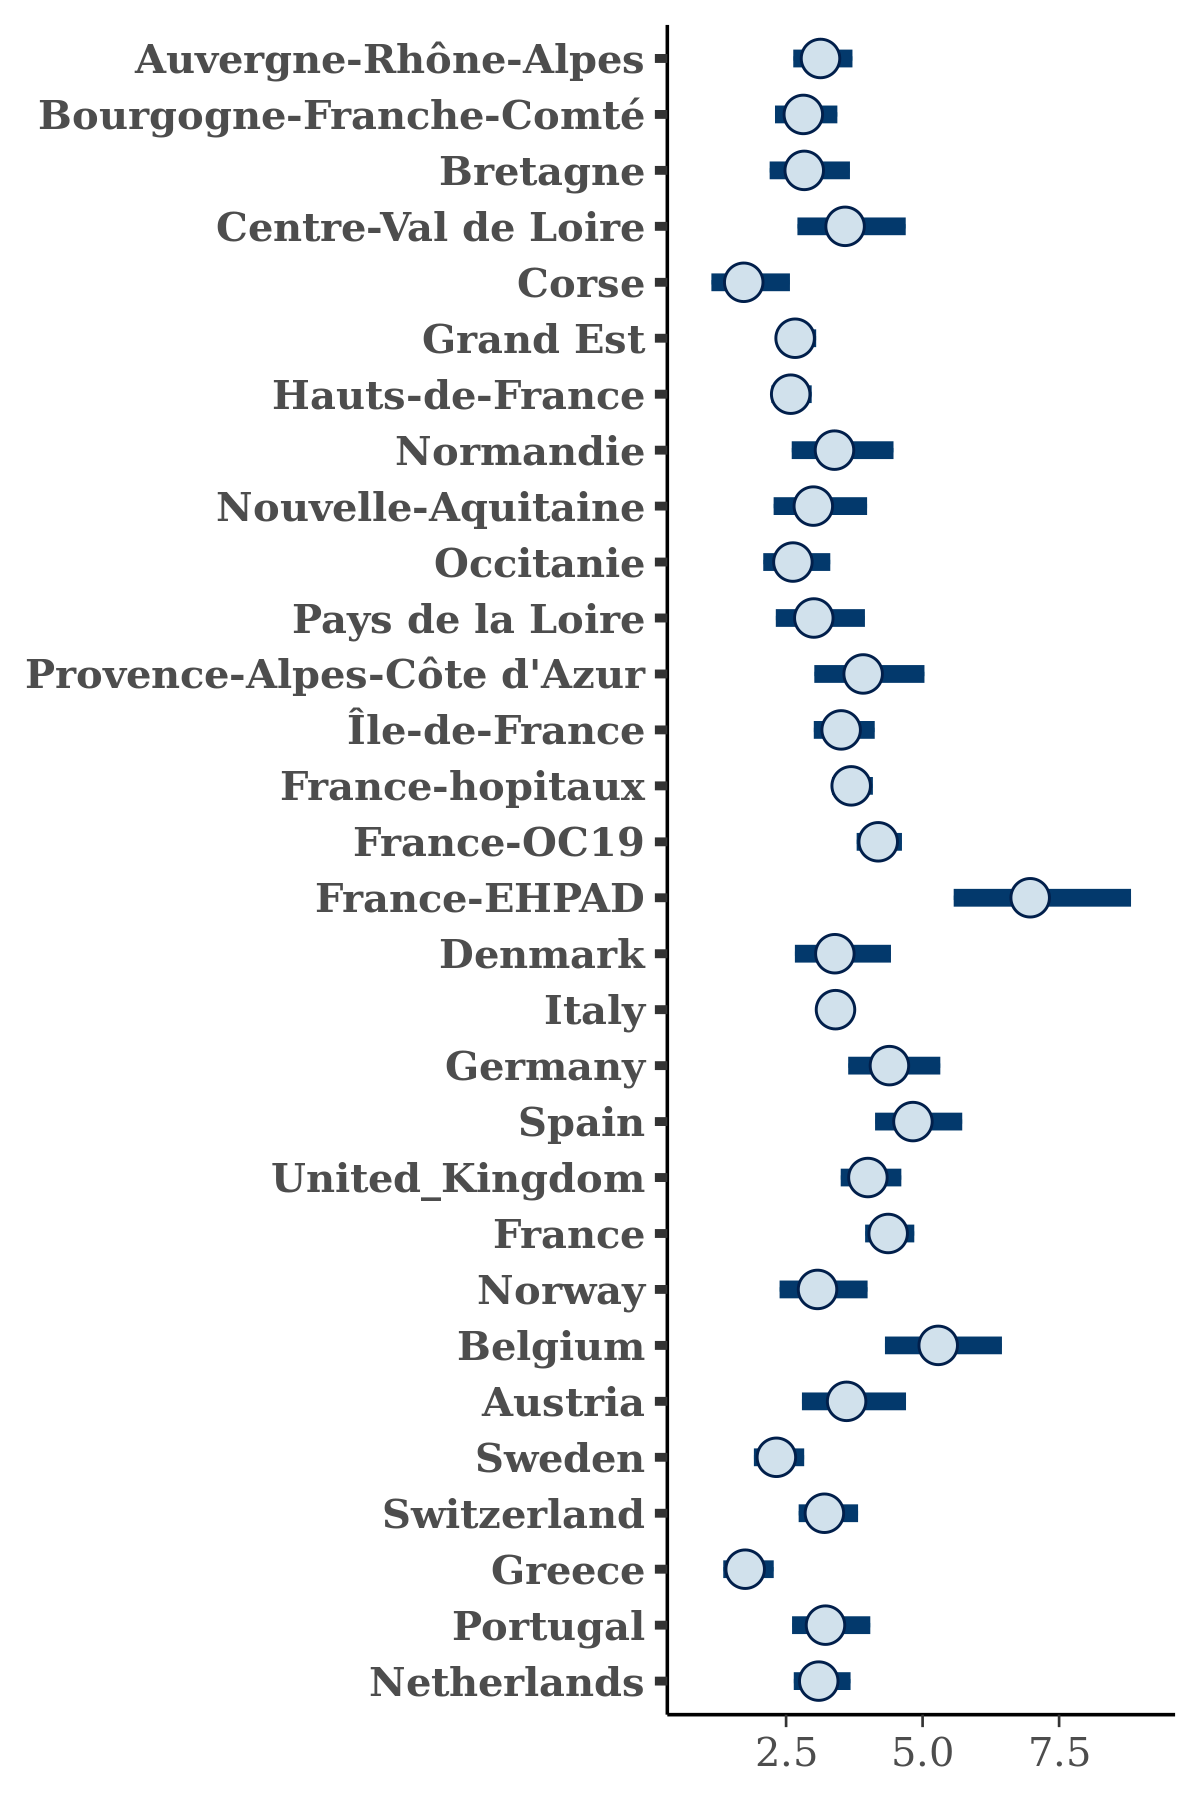 Auvergne-Rhône-Alpes
Bourgogne-Franche-Comté
Bretagne
Centre-Val de Loire
Corse
Grand Est
Hauts-de-France
Normandie
Nouvelle-Aquitaine
Occitanie
Pays de la Loire
Provence-Alpes-Côte d'Azur
Île-de-France
France-hopitaux
France-OC19
France-EHPAD
Denmark
Italy
Germany
Spain
United_Kingdom
France
Norway
Belgium
Austria
Sweden
Switzerland
Greece
Portugal
Netherlands
2.5 5.0 7.5